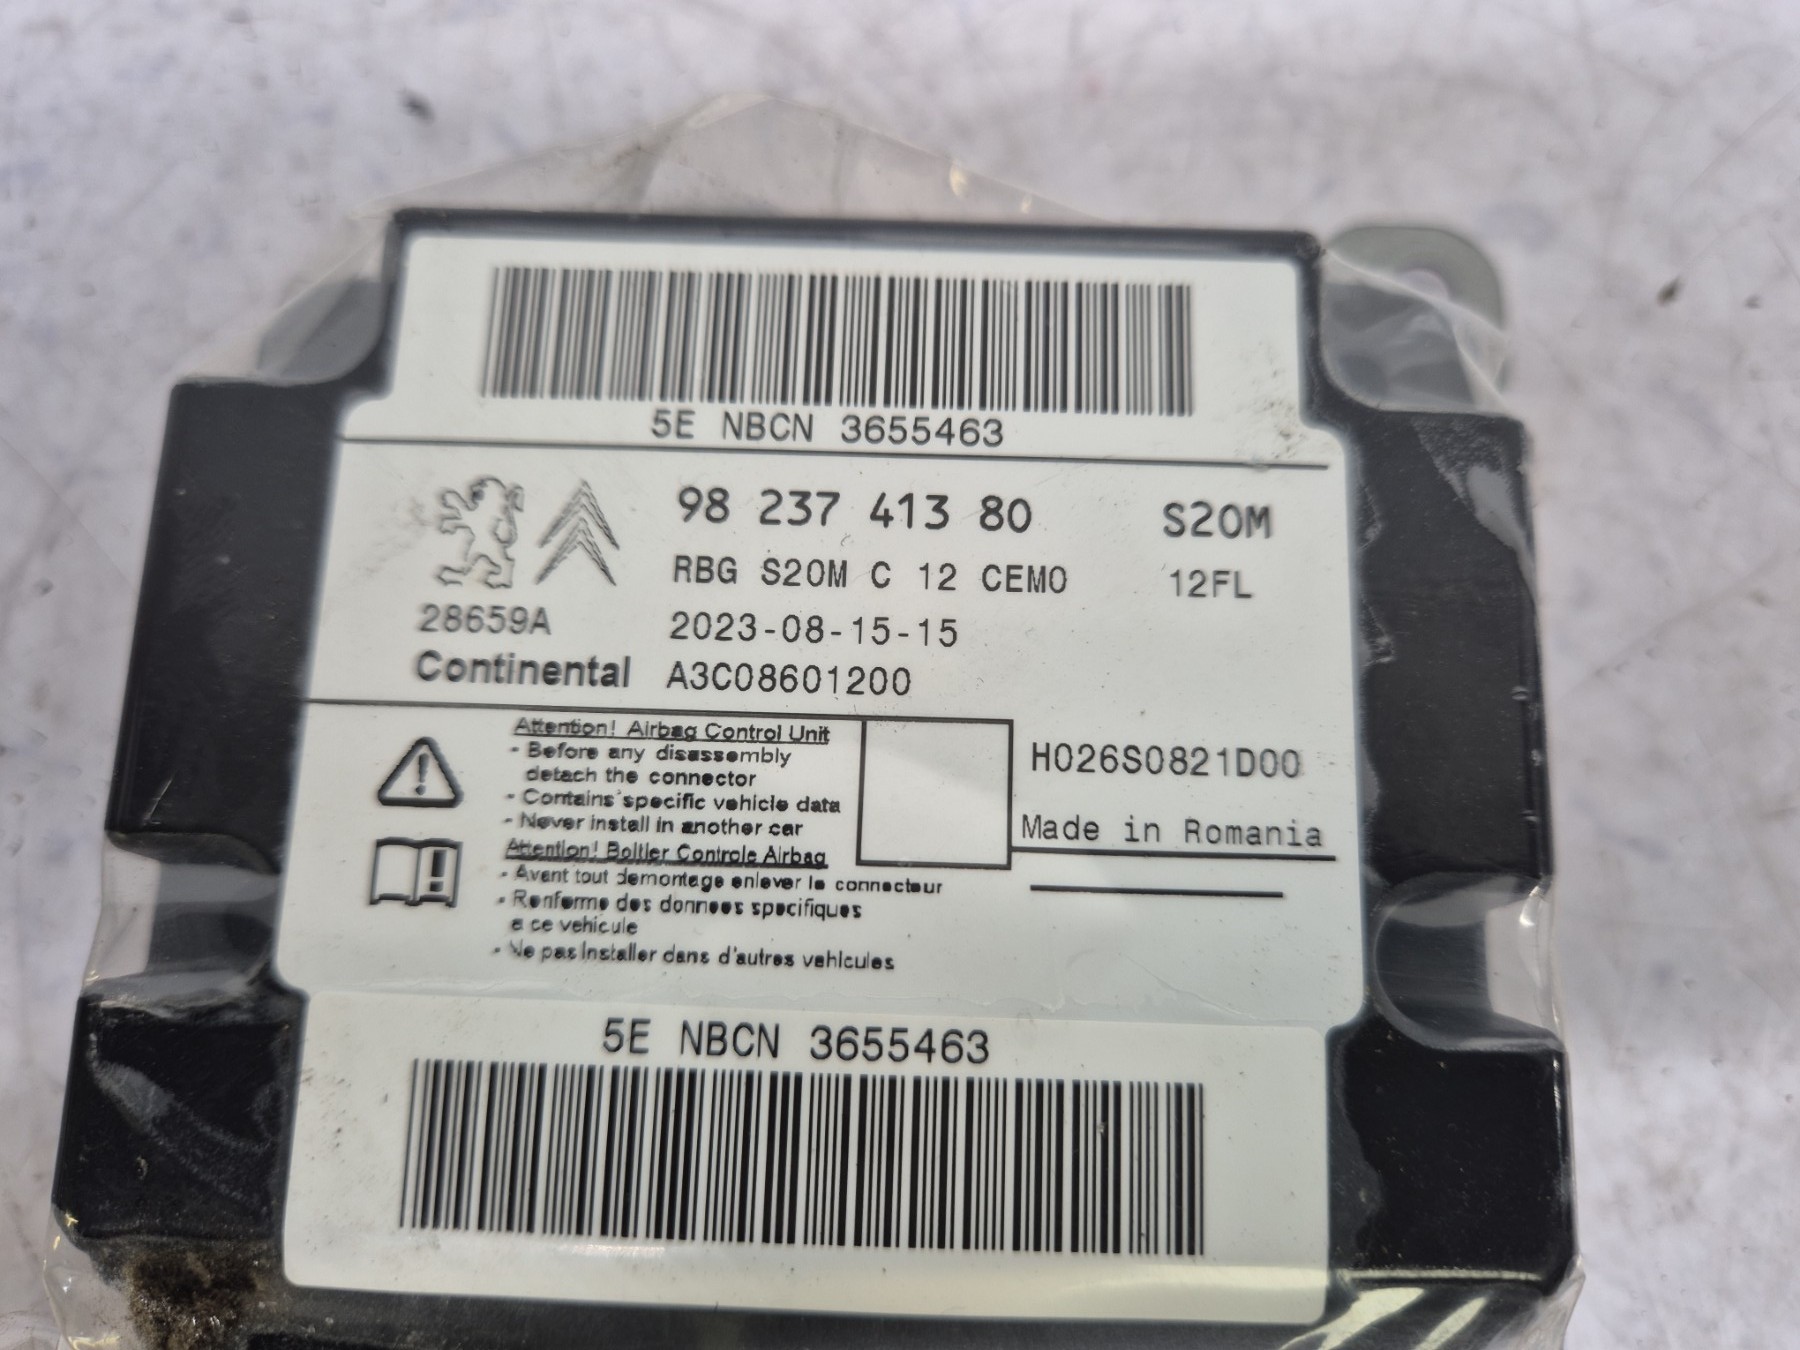 5E NBCN 3655463
98 237 413 80 S20M
RBG S20M C 12 CEMO 12FL
28659A 2023-08-15-15
Continental A3C08601200
Attention! Airbag Control Unit
- Before any disassembly
detach the connector
- Contains specific vehicle data
- Never install in another car
H026S0821D00
Made in Romania
Attention! Boitier Controle Airbag
- Avant tout demontage enlever le connecteur
- Renferme des donnees specifiques
a ce vehicule
- Ne pas installer dans d'autres vehicules
5E NBCN 3655463